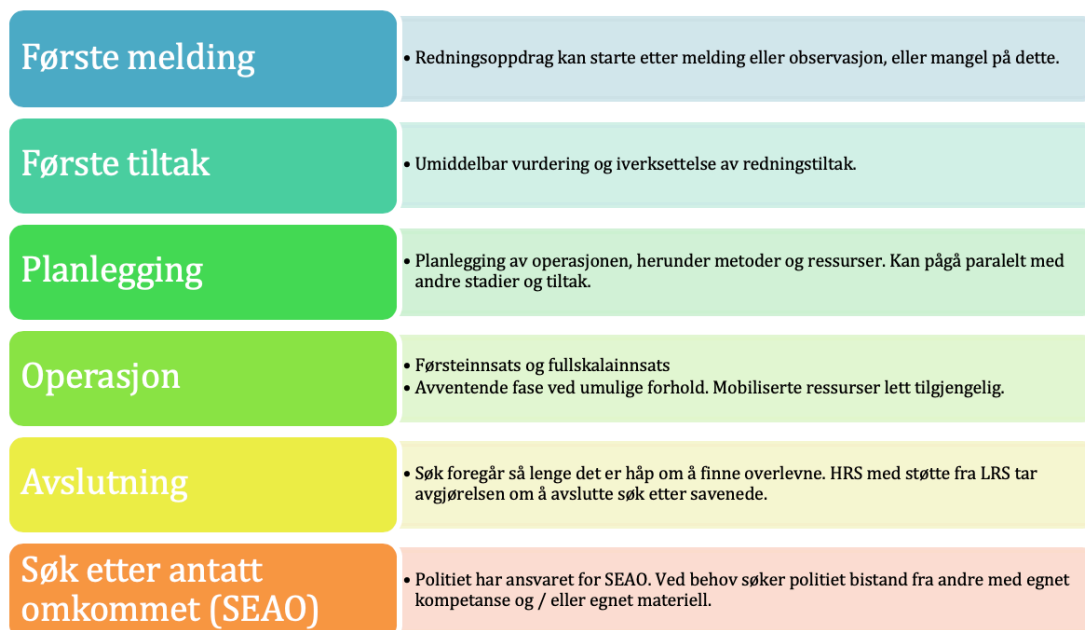 Første melding
• Redningsoppdrag kan starte etter melding eller observasjon, eller mangel på dette.
Første tiltak
• Umiddelbar vurdering og iverksettelse av redningstiltak.
Planlegging
• Planlegging av operasjonen, herunder metoder og ressurser. Kan pågå paralelt med
andre stadier og tiltak.
Operasjon
• Førsteinnsats og fullskalainnsats
• Avventende fase ved umulige forhold. Mobiliserte ressurser lett tilgjengelig.
Avslutning
• Søk foregår så lenge det er håp om å finne overlevne. HRS med støtte fra LRS tar
avgjørelsen om å avslutte søk etter savenede.
Søk etter antatt
omkommet (SEAO)
• Politiet har ansvaret for SEAO. Ved behov søker politiet bistand fra andre med egnet
kompetanse og / eller egnet materiell.